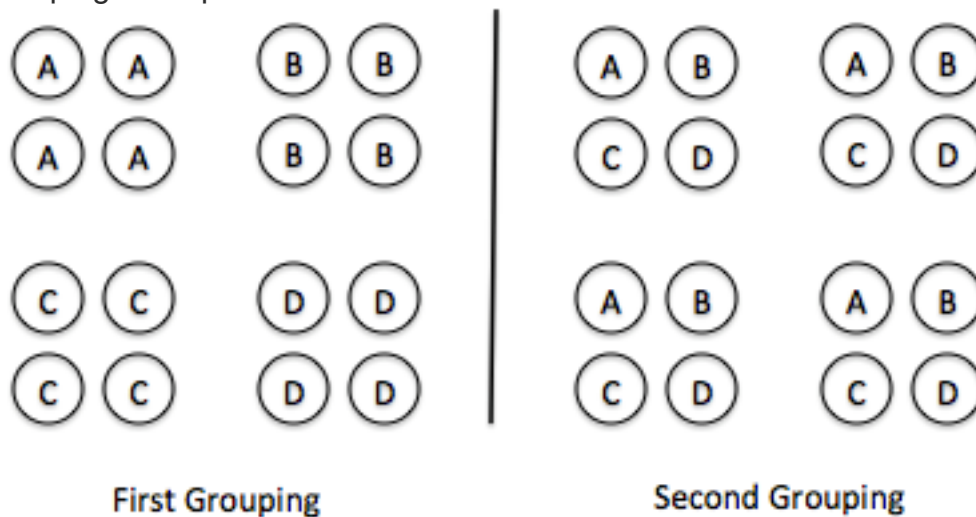 A A B B A B A B
A A B B C D C D
C C D D A B A B
C C D D C D C D
First Grouping Second Grouping